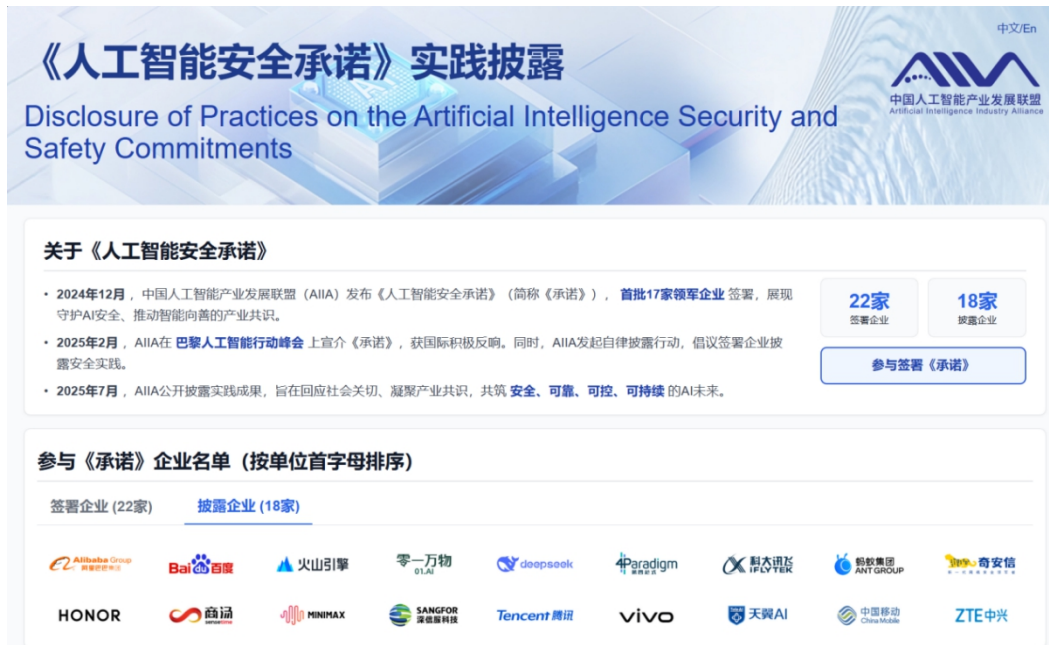 中文/En
《人工智能安全承诺》实践披露
Disclosure of Practices on the Artificial Intelligence Security and
Safety Commitments
AIIA
中国人工智能产业发展联盟
Artificial Intelligence Industry Alliance
关于《人工智能安全承诺》
• 2024年12月，中国人工智能产业发展联盟（AIIA）发布《人工智能安全承诺》（简称《承诺》），首批17家领军企业 签署，展现
守护AI安全、推动智能向善的产业共识。
• 2025年2月，AIIA在 巴黎人工智能行动峰会 上宣介《承诺》，获国际积极反响。同时，AIIA发起自律披露行动，倡议签署企业披
露安全实践。
• 2025年7月，AIIA公开披露实践成果，旨在回应社会关切、凝聚产业共识，共筑 安全、可靠、可控、可持续 的AI未来。
22家
签署企业
18家
披露企业
参与签署《承诺》
参与《承诺》企业名单（按单位首字母排序）
签署企业 (22家)
披露企业 (18家)
Alibaba Group
阿里巴巴集团
Bai百度
火山引擎
零一万物
01.AI
deepseek
4Paradigm
科大讯飞
iFLYTEK
蚂蚁集团
ANT GROUP
奇安信
HONOR
商汤
sensetime
MINIMAX
SANGFOR
深信服科技
Tencent 腾讯
vivo
天翼AI
中国移动
China Mobile
ZTE中兴